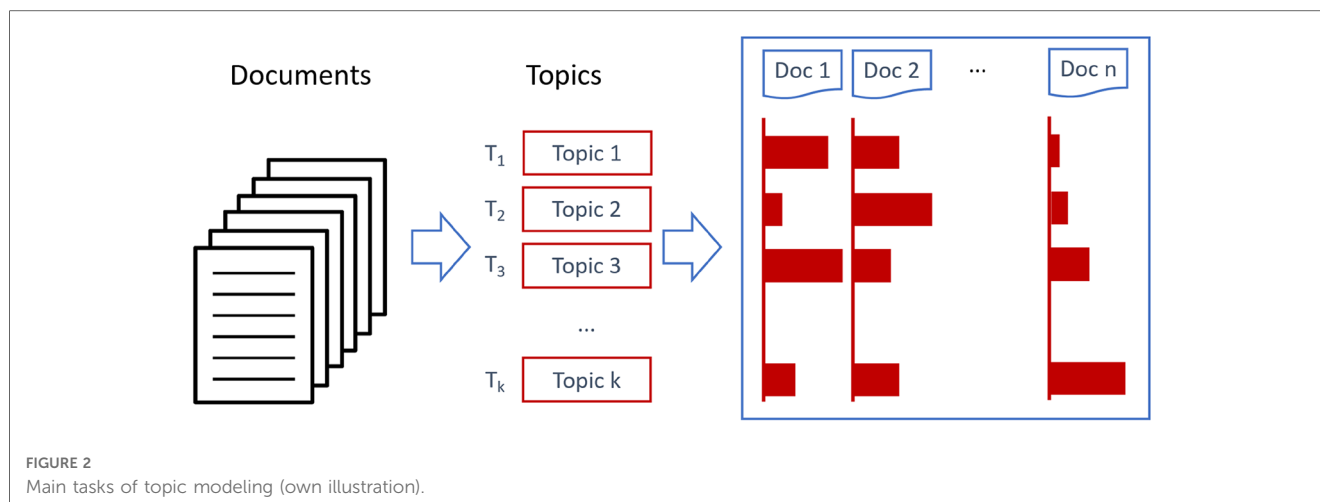 Documents
Topics
Doc 1
Doc 2
...
Doc n
T1
Topic 1
T2
Topic 2
T3
Topic 3
...
Tk
Topic k
FIGURE 2
Main tasks of topic modeling (own illustration).